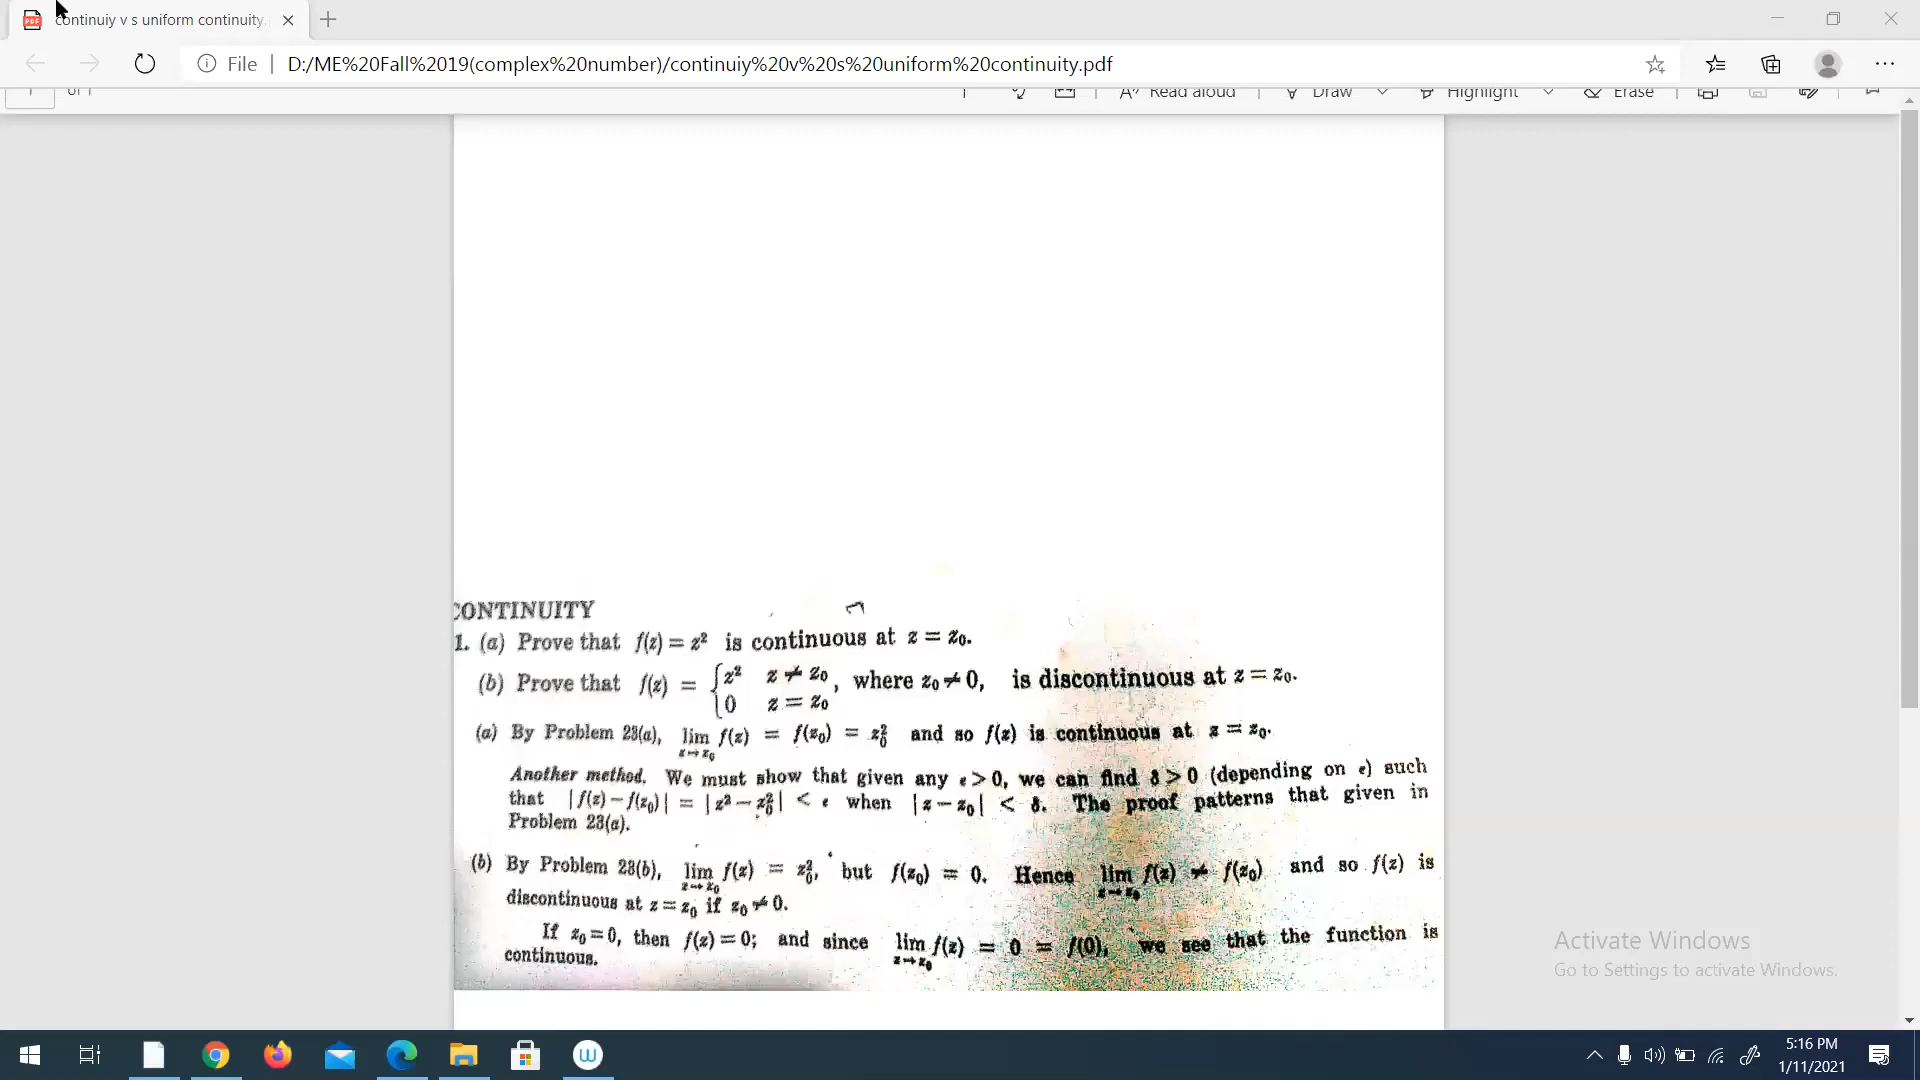 continuiy v s uniform continuity.
File | D:/ME%20Fall%2019(complex%20number)/continuiy%20v%20s%20uniform%20continuity.pdf
1 of 1 Read aloud Draw Highlight Erase
CONTINUITY
1. (a) Prove that f(z) = z² is continuous at z = z₀.
(b) Prove that f(z) = { z² z ≠ z₀, where z₀ ≠ 0, is discontinuous at z = z₀.
0 z = z₀
(a) By Problem 23(a), lim f(z) = f(z₀) = z₀² and so f(z) is continuous at z = z₀.
z→z₀
Another method. We must show that given any ε > 0, we can find δ > 0 (depending on ε) such
that |f(z) − f(z₀)| = |z² − z₀²| < ε when |z − z₀| < δ. The proof patterns that given in
Problem 23(a).
(b) By Problem 23(b), lim f(z) = z₀², but f(z₀) = 0. Hence lim f(z) ≠ f(z₀) and so f(z) is
z→z₀ z→z₀
discontinuous at z = z₀ if z₀ ≠ 0.
If z₀ = 0, then f(z) = 0; and since lim f(z) = 0 = f(0), we see that the function is
z→z₀
continuous.
Activate Windows
Go to Settings to activate Windows.
5:16 PM
1/11/2021